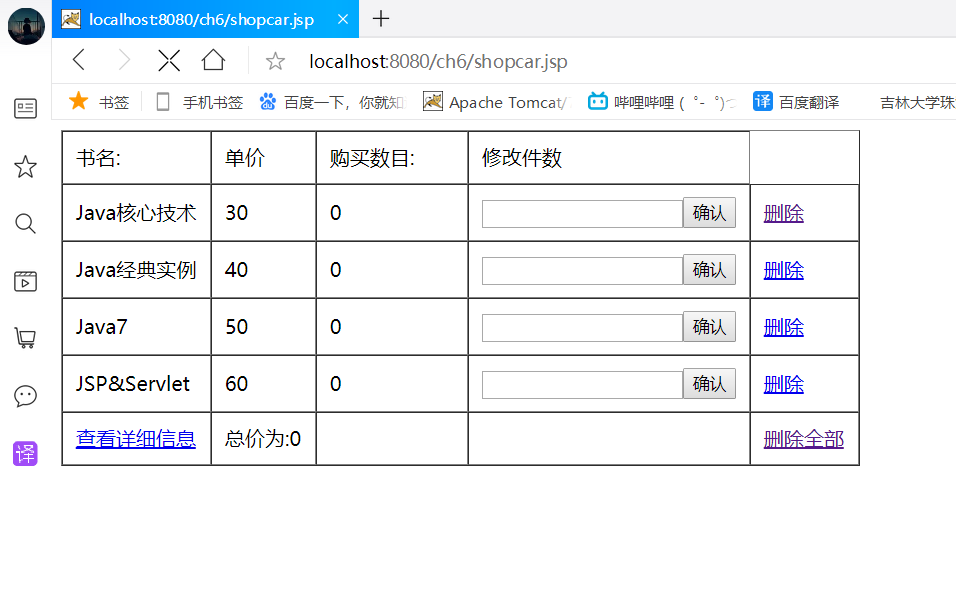 localhost:8080/ch6/shopcar.jsp
localhost:8080/ch6/shopcar.jsp
书签 手机书签 百度一下，你就知 Apache Tomcat/ 哔哩哔哩 ( ゜- ゜)つ 百度翻译 吉林大学珠
书名: 单价 购买数目: 修改件数
Java核心技术 30 0 确认 删除
Java经典实例 40 0 确认 删除
Java7 50 0 确认 删除
JSP&Servlet 60 0 确认 删除
查看详细信息 总价为:0 删除全部
译
译